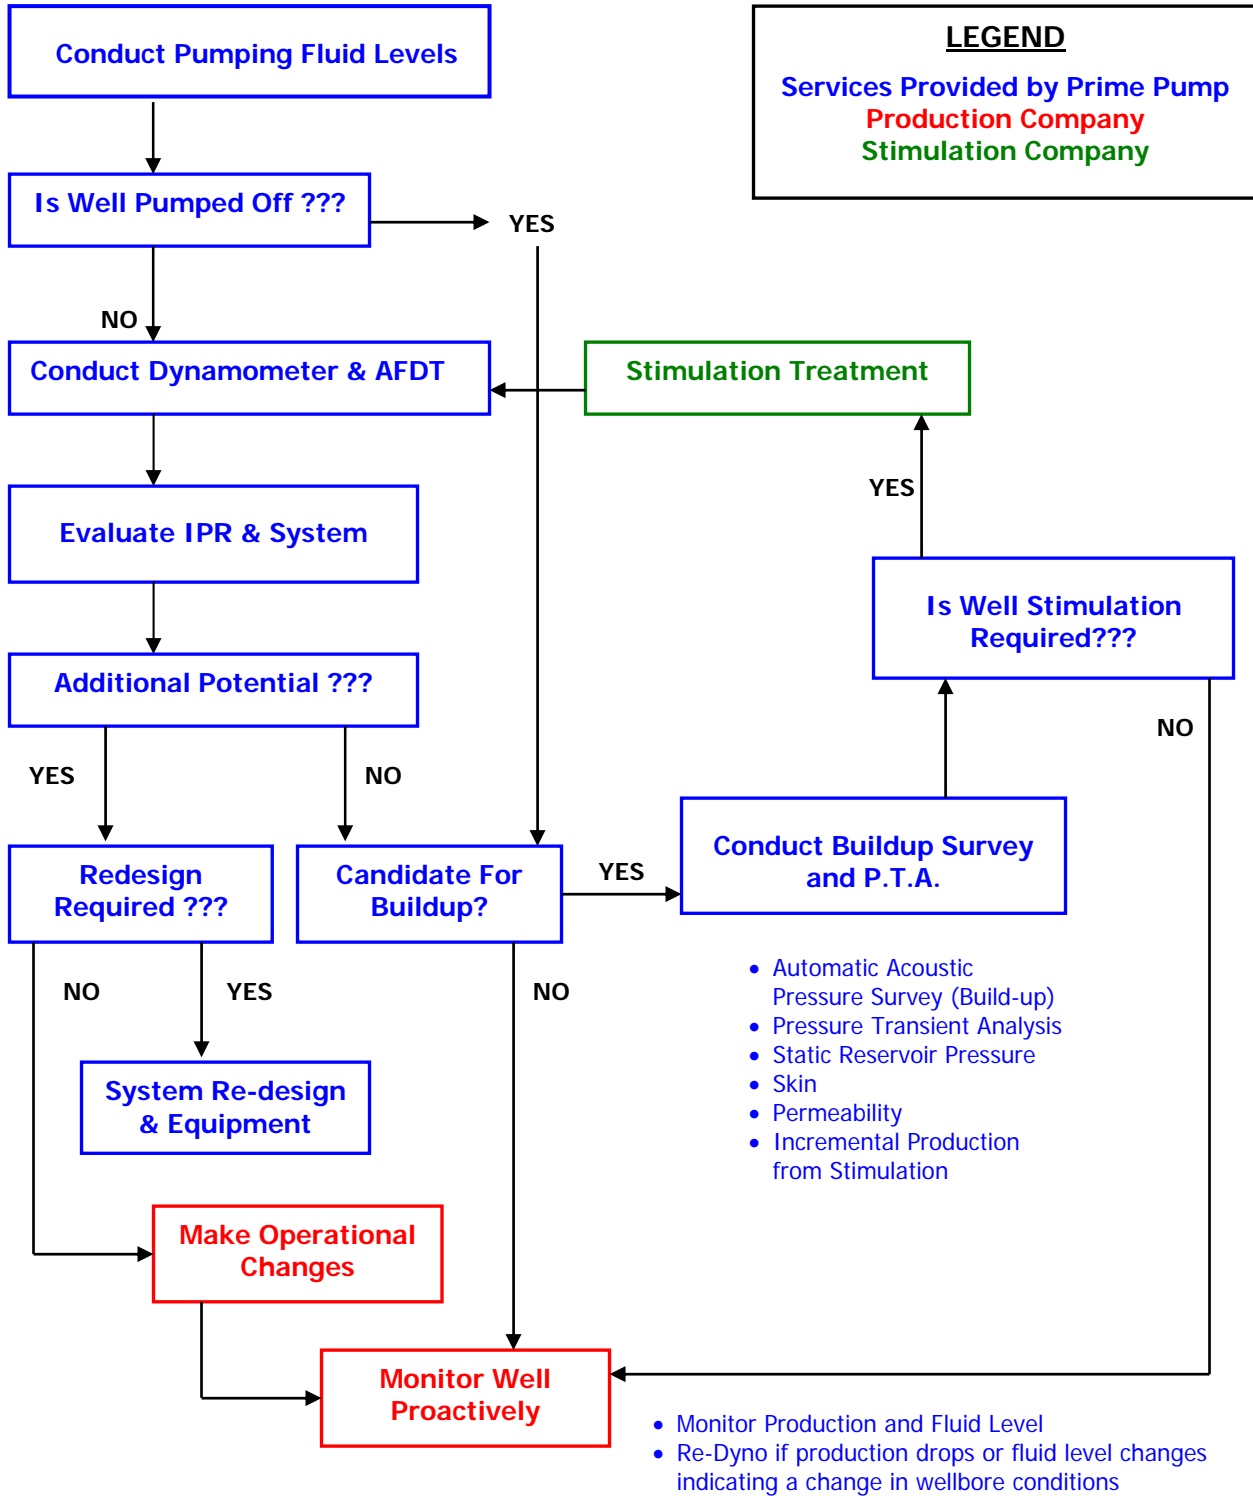 Conduct Pumping Fluid Levels
LEGEND
Services Provided by Prime Pump
Production Company
Stimulation Company
Is Well Pumped Off ???
YES
NO
Conduct Dynamometer & AFDT
Stimulation Treatment
YES
Evaluate IPR & System
Is Well Stimulation
Required???
Additional Potential ???
NO
YES
NO
Redesign
Required ???
Candidate For
Buildup?
YES
Conduct Buildup Survey
and P.T.A.
NO
YES
NO
• Automatic Acoustic
Pressure Survey (Build-up)
• Pressure Transient Analysis
• Static Reservoir Pressure
• Skin
• Permeability
• Incremental Production
from Stimulation
System Re-design
& Equipment
Make Operational
Changes
Monitor Well
Proactively
• Monitor Production and Fluid Level
• Re-Dyno if production drops or fluid level changes
indicating a change in wellbore conditions